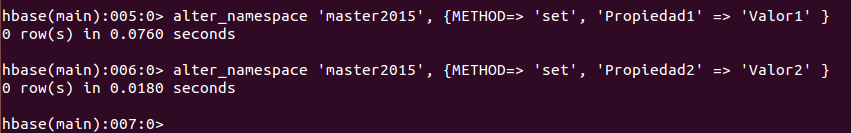 hbase(main):005:0> alter_namespace 'master2015', {METHOD=> 'set', 'Propiedad1' => 'Valor1' }
0 row(s) in 0.0760 seconds
hbase(main):006:0> alter_namespace 'master2015', {METHOD=> 'set', 'Propiedad2' => 'Valor2' }
0 row(s) in 0.0180 seconds
hbase(main):007:0>